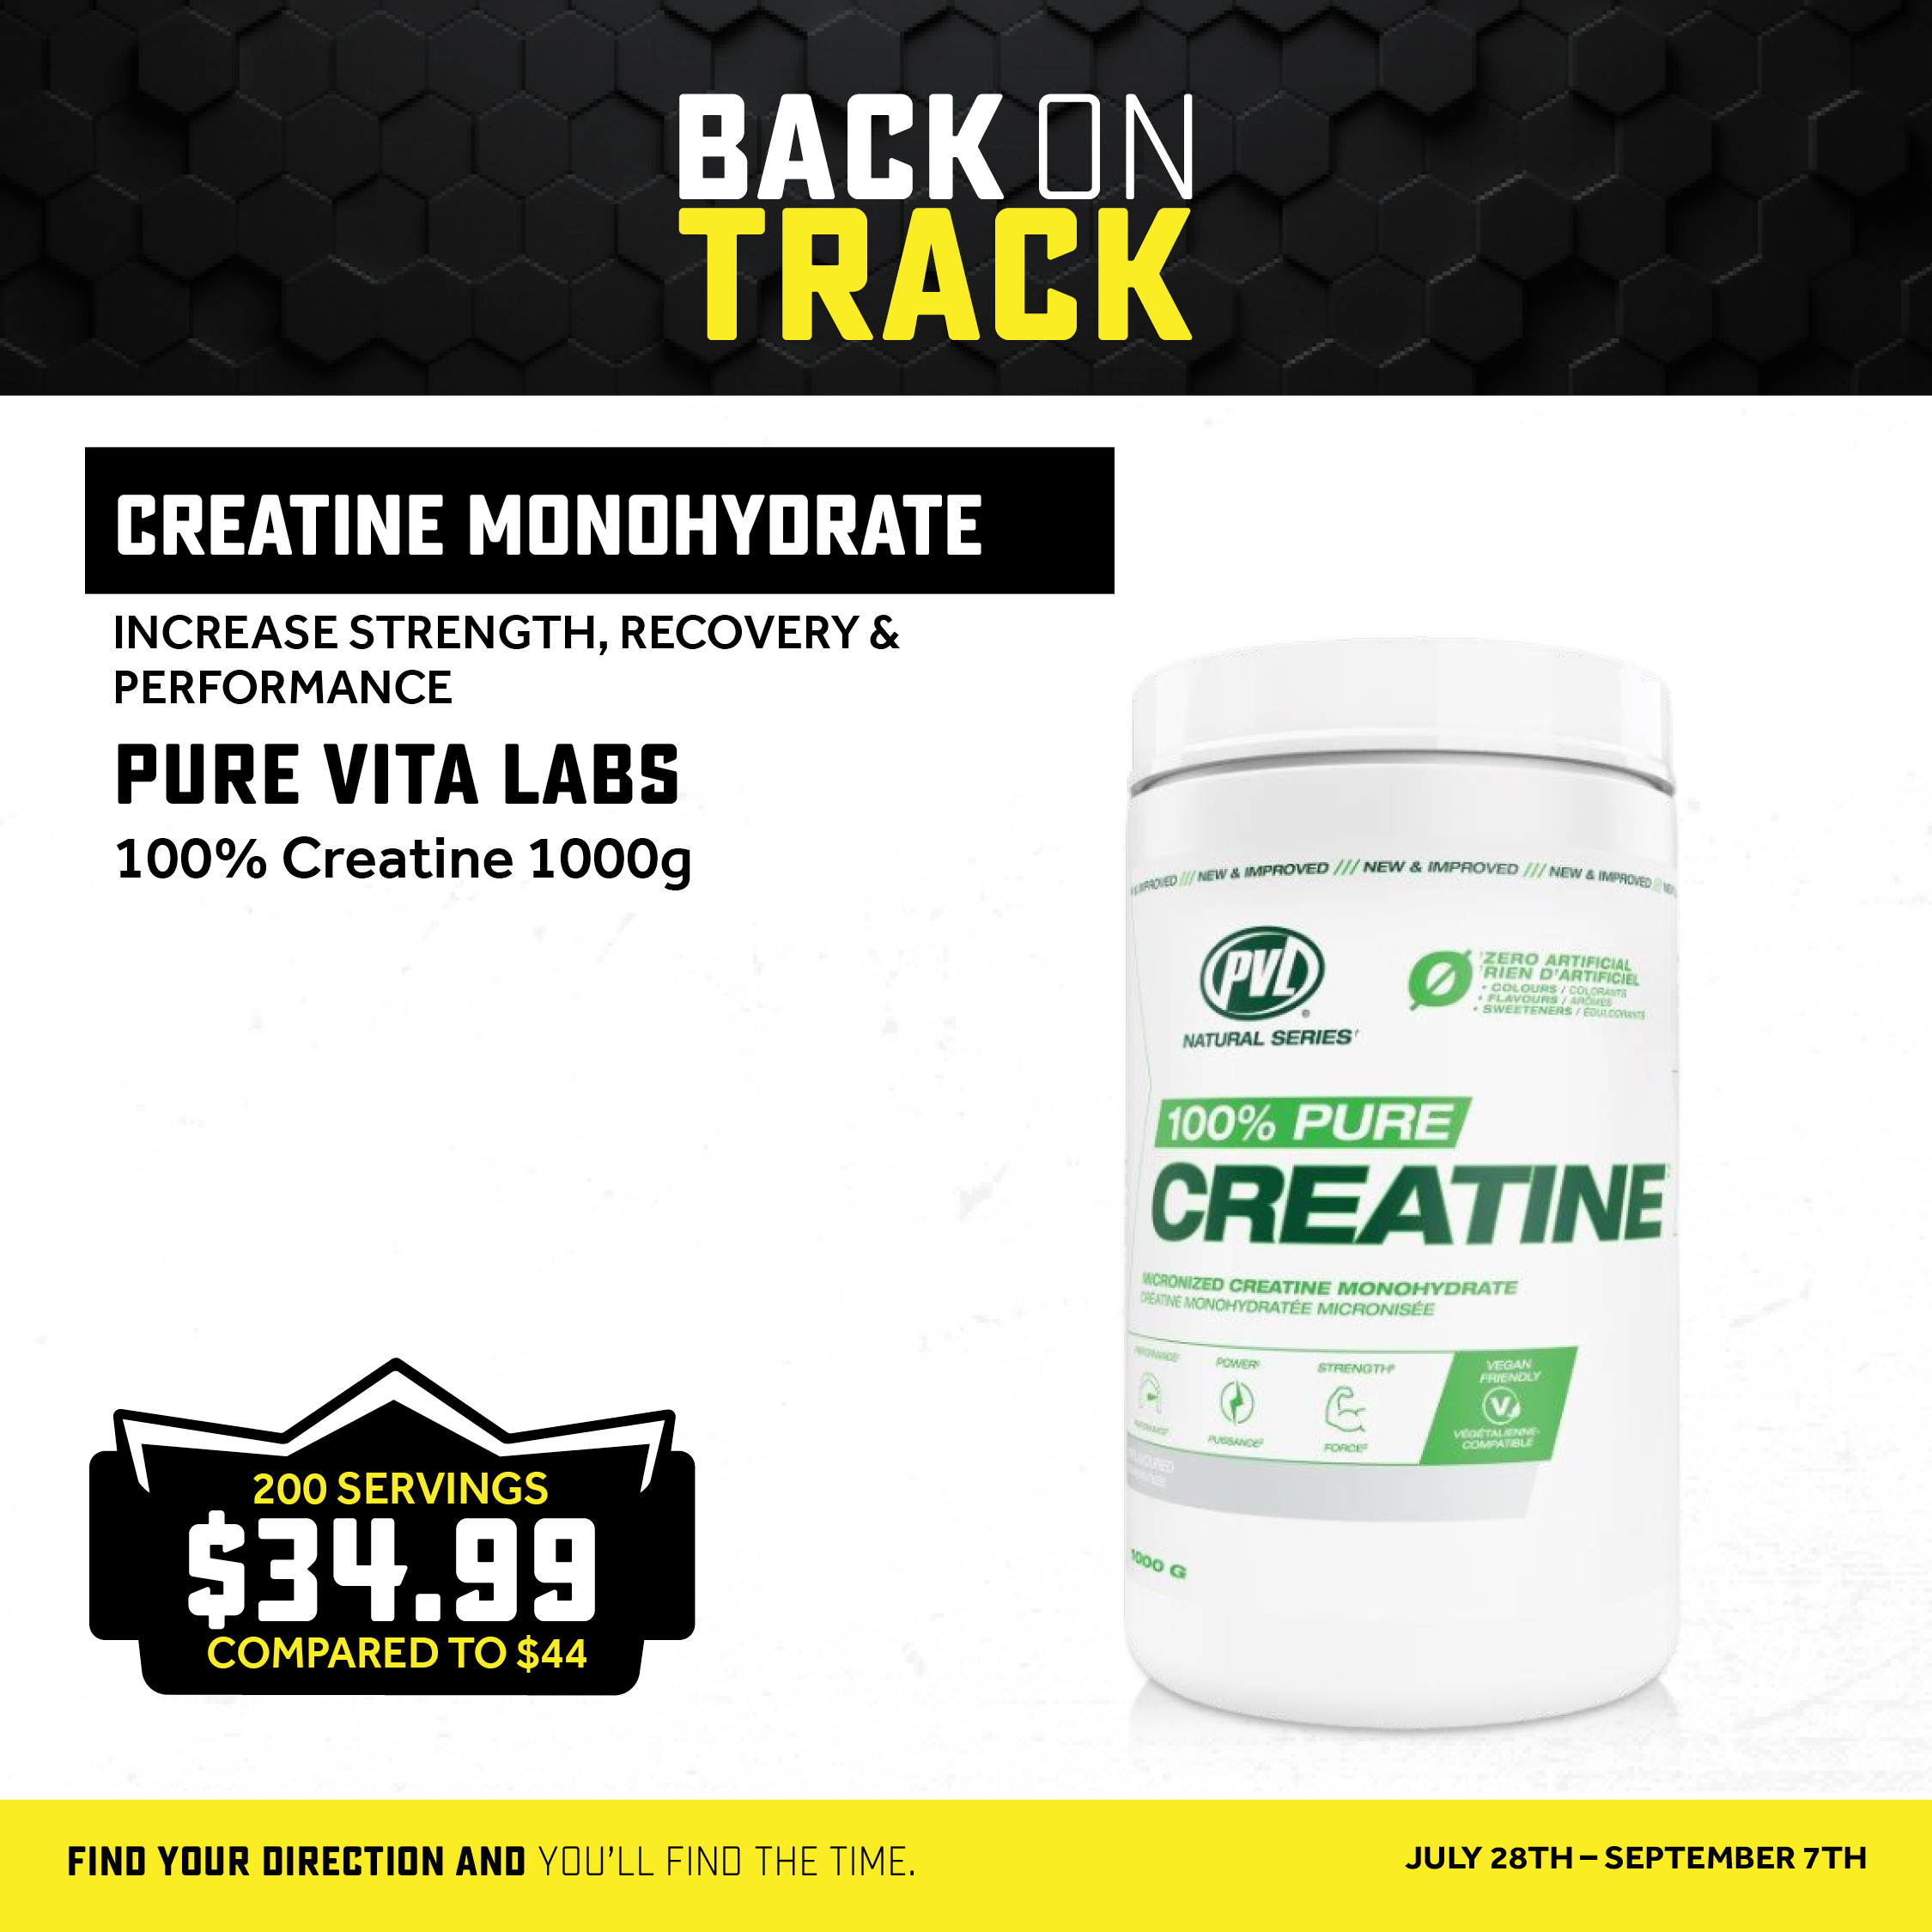 BACK ON
TRACK
CREATINE MONOHYDRATE
INCREASE STRENGTH, RECOVERY &
PERFORMANCE
PURE VITA LABS
100% Creatine 1000g
IMPROVED /// NEW & IMPROVED /// NEW & IMPROVED /// NEW & IMPROVED
PVL®
NATURAL SERIES†
ZERO ARTIFICIAL
RIEN D'ARTIFICIEL
• COLOURS / COLORANTS
• FLAVOURS / ARÔMES
• SWEETENERS / ÉDULCORANTS
100% PURE
CREATINE
MICRONIZED CREATINE MONOHYDRATE
CRÉATINE MONOHYDRATÉE MICRONISÉE
PERFORMANCE POWER STRENGTH
PUISSANCE FORCE
VEGAN
FRIENDLY
V
VÉGÉTALIENNE-
COMPATIBLE
1000 G
200 SERVINGS
$34.99
COMPARED TO $44
FIND YOUR DIRECTION AND YOU'LL FIND THE TIME.
JULY 28TH – SEPTEMBER 7TH